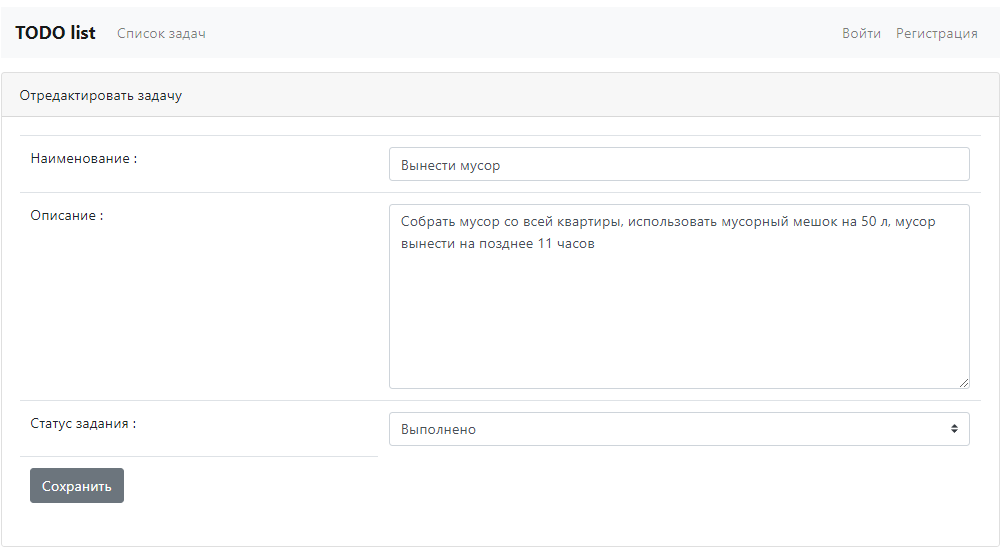 TODO list Список задач Войти Регистрация
Отредактировать задачу
Наименование : Вынести мусор
Описание : Собрать мусор со всей квартиры, использовать мусорный мешок на 50 л, мусор
вынести на позднее 11 часов
Статус задания : Выполнено
Сохранить